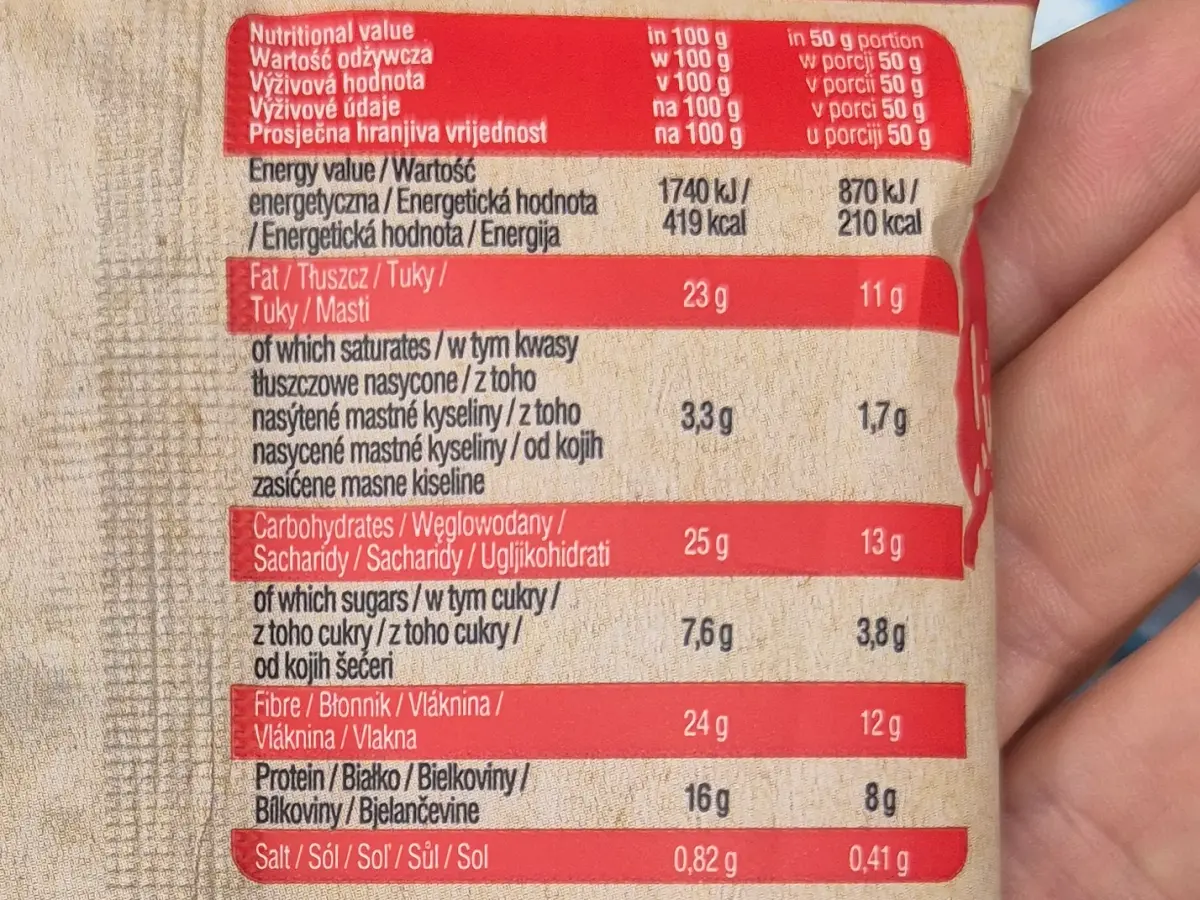 Nutritional value in 100 g in 50 g portion
Wartość odżywcza w 100 g w porcji 50 g
Výživová hodnota v 100 g v porcii 50 g
Výživové údaje na 100 g v porci 50 g
Prosječna hranjiva vrijednost na 100 g u porciji 50 g
Energy value / Wartość
energetyczna / Energetická hodnota 1740 kJ / 870 kJ /
/ Energetická hodnota / Energija 419 kcal 210 kcal
Fat / Tłuszcz / Tuky /
Tuky / Masti 23 g 11 g
of which saturates / w tym kwasy
tłuszczowe nasycone / z toho
nasýtené mastné kyseliny / z toho 3,3 g 1,7 g
nasycené mastné kyseliny / od kojih
zasićene masne kiseline
Carbohydrates / Węglowodany /
Sacharidy / Sacharidy / Ugljikohidrati 25 g 13 g
of which sugars / w tym cukry /
z toho cukry / z toho cukry / 7,6 g 3,8 g
od kojih šećeri
Fibre / Błonnik / Vláknina /
Vláknina / Vlakna 24 g 12 g
Protein / Białko / Bielkoviny /
Bílkoviny / Bjelančevine 16 g 8 g
Salt / Sól / Soľ / Sůl / Sol 0,82 g 0,41 g